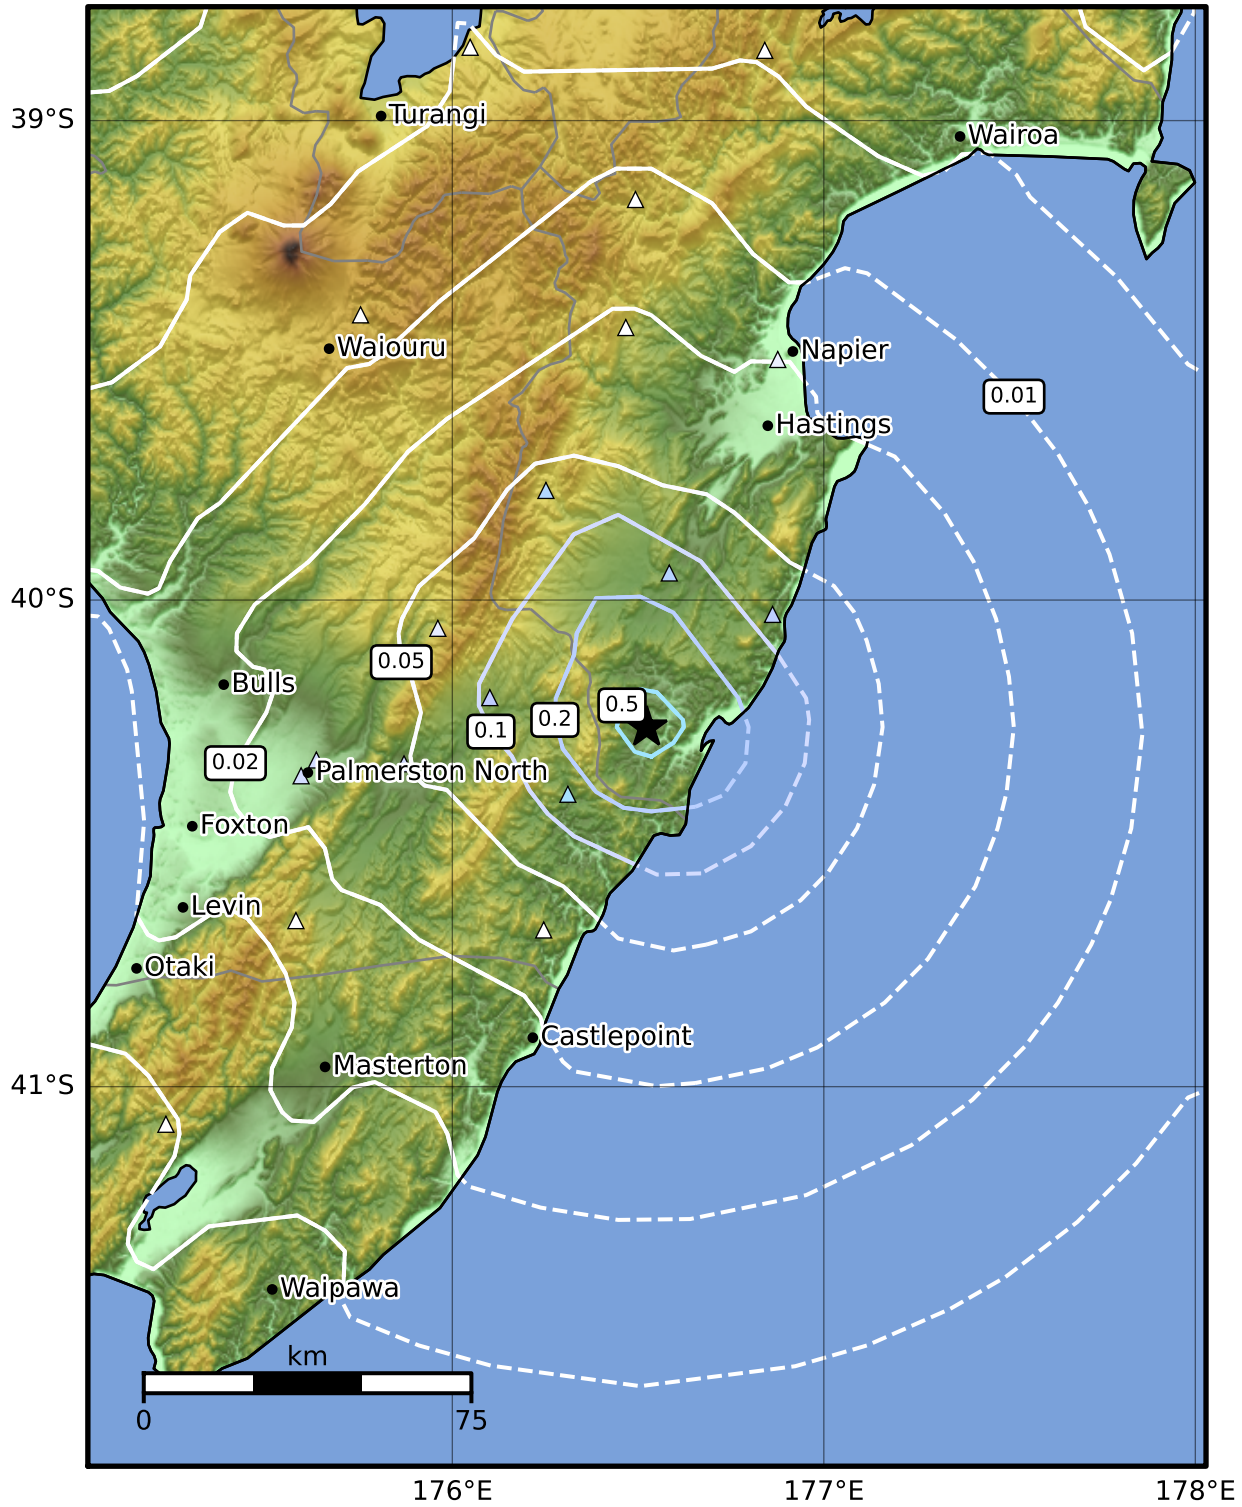 Turangi
39°S
Wairoa
Waiouru
Napier
0.01
Hastings
40°S
0.05
Bulls
0.5
0.2
0.1
0.02
Palmerston North
Foxton
Levin
Otaki
Castlepoint
Masterton
41°S
Waipawa
km
0 75
176°E 177°E 178°E